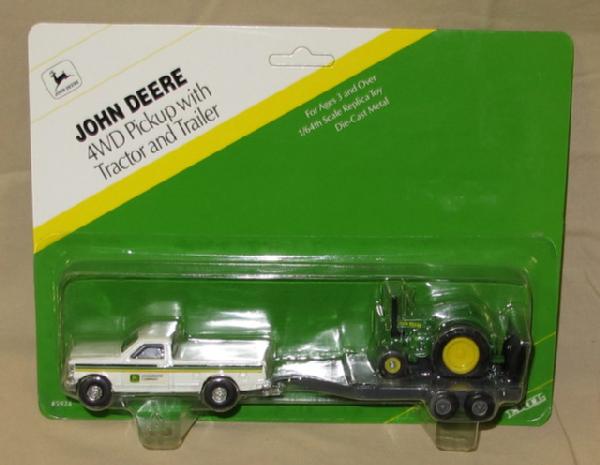 JOHN DEERE
JOHN DEERE
4WD Pickup with
Tractor and Trailer
For Ages 3 and Over
1/64th Scale Replica Toy
Die-Cast Metal
ERTL